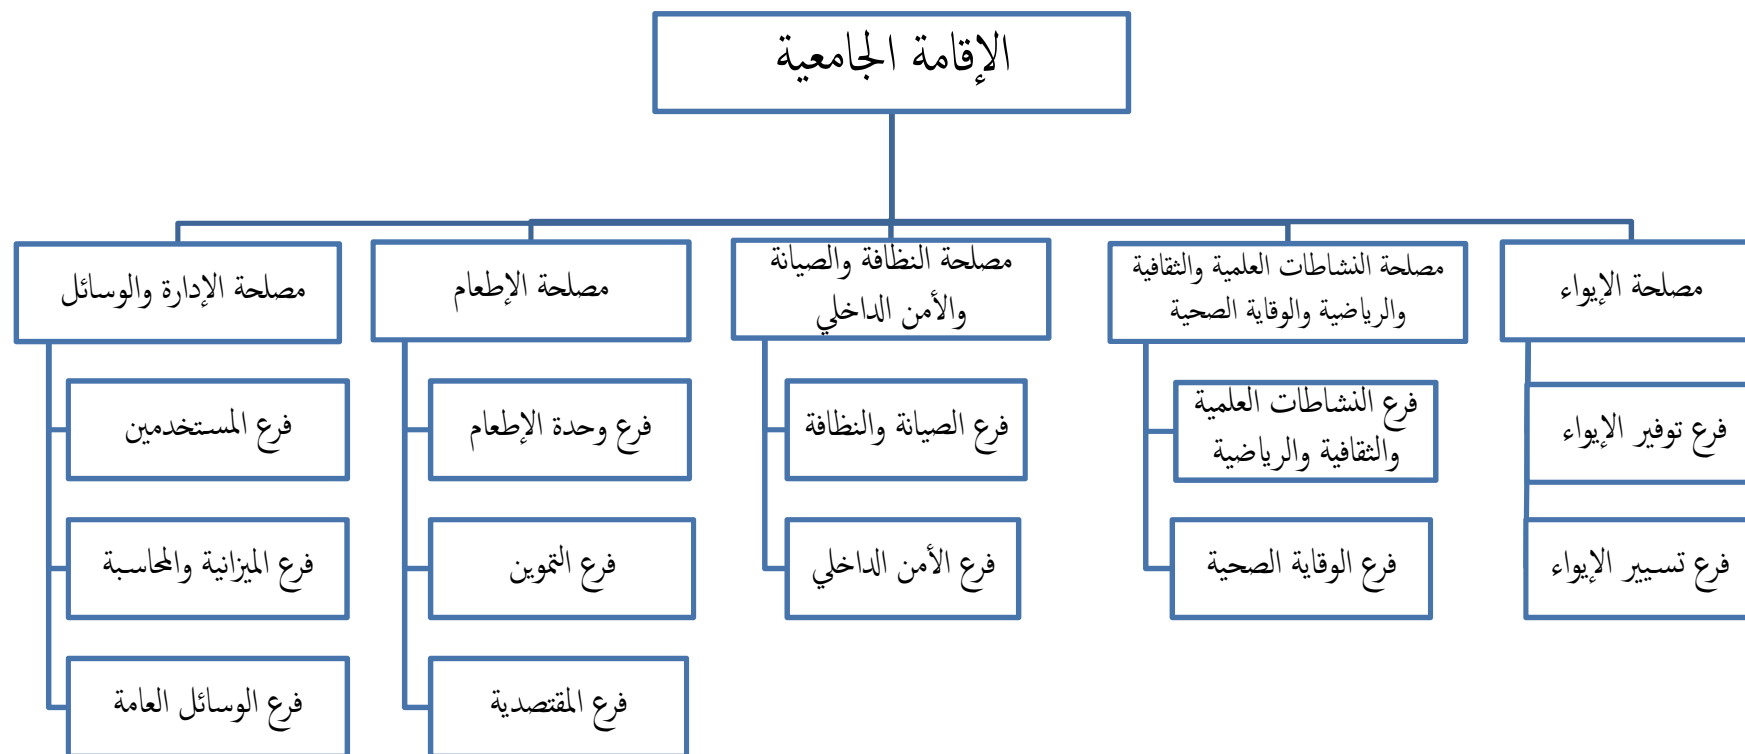 الإقامة الجامعية
مصلحة الإيواء
مصلحة النشاطات العلمية والثقافية
والرياضية والوقاية الصحية
مصلحة النظافة والصيانة
والأمن الداخلي
مصلحة الإطعام
مصلحة الإدارة والوسائل
فرع توفير الإيواء
فرع النشاطات العلمية
والثقافية والرياضية
فرع الصيانة والنظافة
فرع وحدة الإطعام
فرع المستخدمين
فرع تسيير الإيواء
فرع الوقاية الصحية
فرع الأمن الداخلي
فرع التموين
فرع الميزانية والمحاسبة
فرع المقتصدية
فرع الوسائل العامة